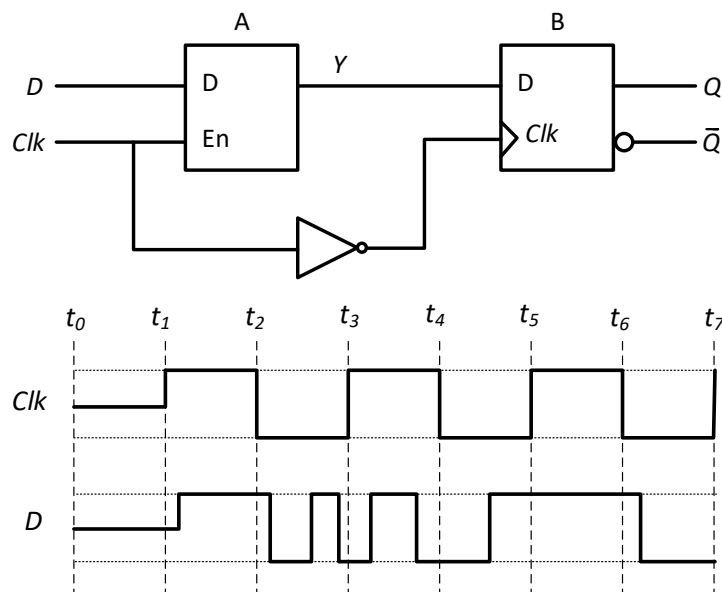 A B
D D Y D Q
Clk En Clk Q̄
t₀ t₁ t₂ t₃ t₄ t₅ t₆ t₇
Clk
D